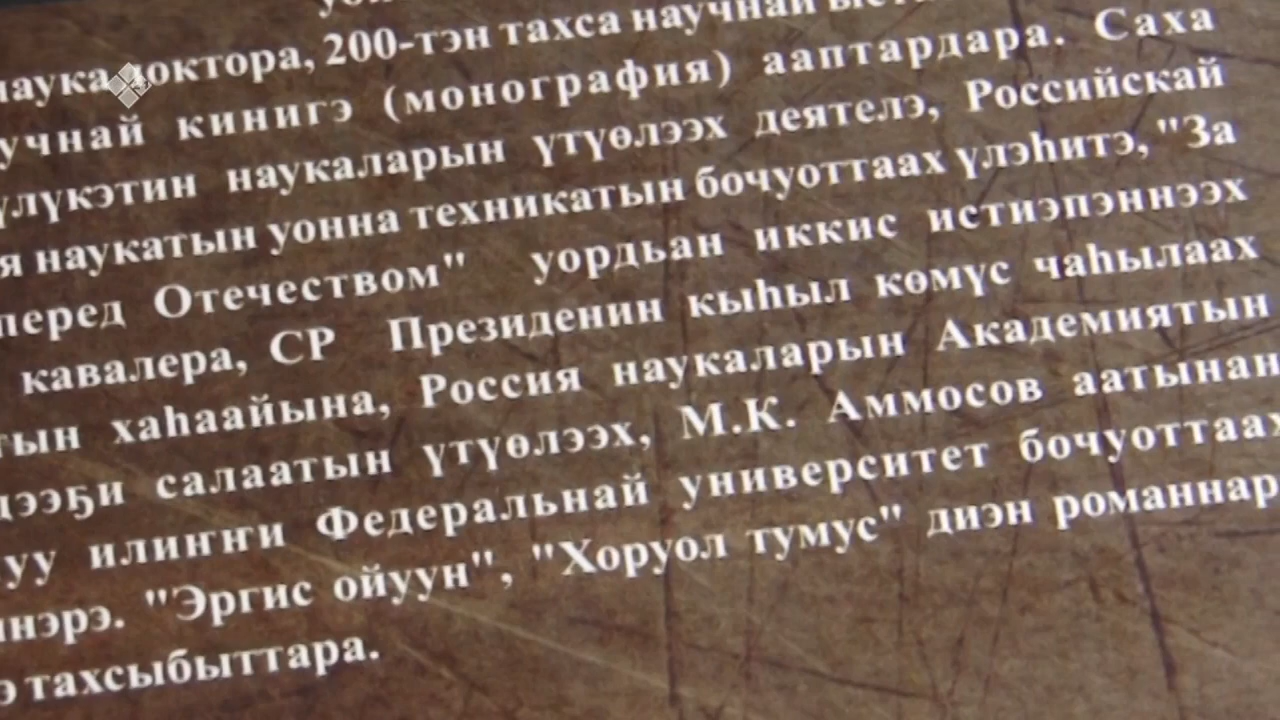 наука доктора, 200-тэн тахса научнай
учнай кинигэ (монография) ааптардара. Саха
үлүкэтин наукаларын үтүөлээх деятелэ, Российскай
я наукатын уонна техникатын бочуоттаах үлэһитэ, "За
перед Отечеством" уордьан иккис истиэпэннээх
кавалера, СР Президенин кыһыл көмүс чаһылаах
тын хаһаайына, Россия наукаларын Академиятын
дээҕи салаатын үтүөлээх, М.К. Аммосов аатынан
уу илиҥҥи Федеральнай университет бочуоттаах
ннэрэ. "Эргис ойуун", "Хоруол тумус" диэн романнар
э тахсыбыттара.